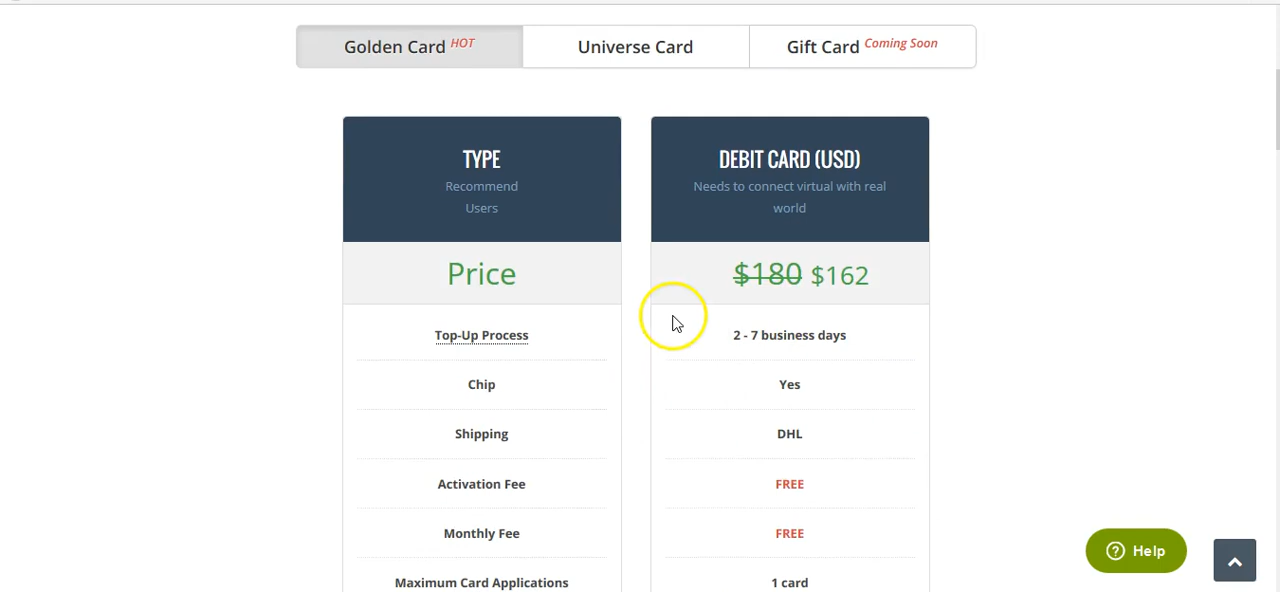 Golden Card HOT
Universe Card
Gift Card Coming Soon
TYPE
Recommend
Users
DEBIT CARD (USD)
Needs to connect virtual with real
world
Price
$180 $162
Top-Up Process
2 - 7 business days
Chip
Yes
Shipping
DHL
Activation Fee
FREE
Monthly Fee
FREE
Maximum Card Applications
1 card
Help